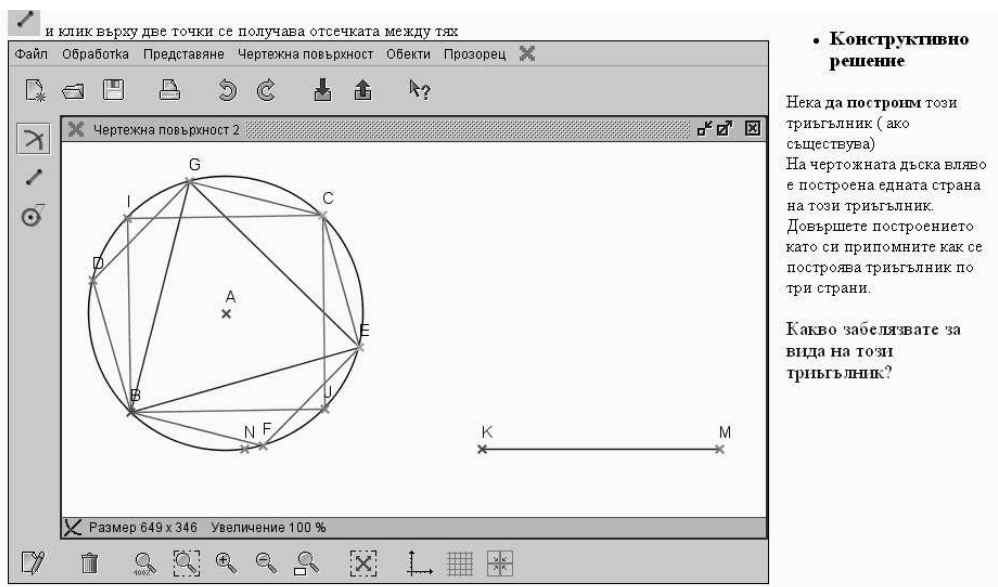 и клик върху две точки се получава отсечката между тях
Файл Обработка Представяне Чертежна повърхност Обекти Прозорец
Чертежна повърхност 2
G
I
C
D
A
E
B
J
N F
K
M
Размер 649 x 346 Увеличение 100 %
100%
• Конструктивно
решение
Нека да построим този
триъгълник ( ако
съществува)
На чертожната дъска вляво
е построена едната страна
на този триъгълник.
Довършете построението
като си припомните как се
построява триъгълник по
три страни.
Какво забелязвате за
вида на този
триъгълник?